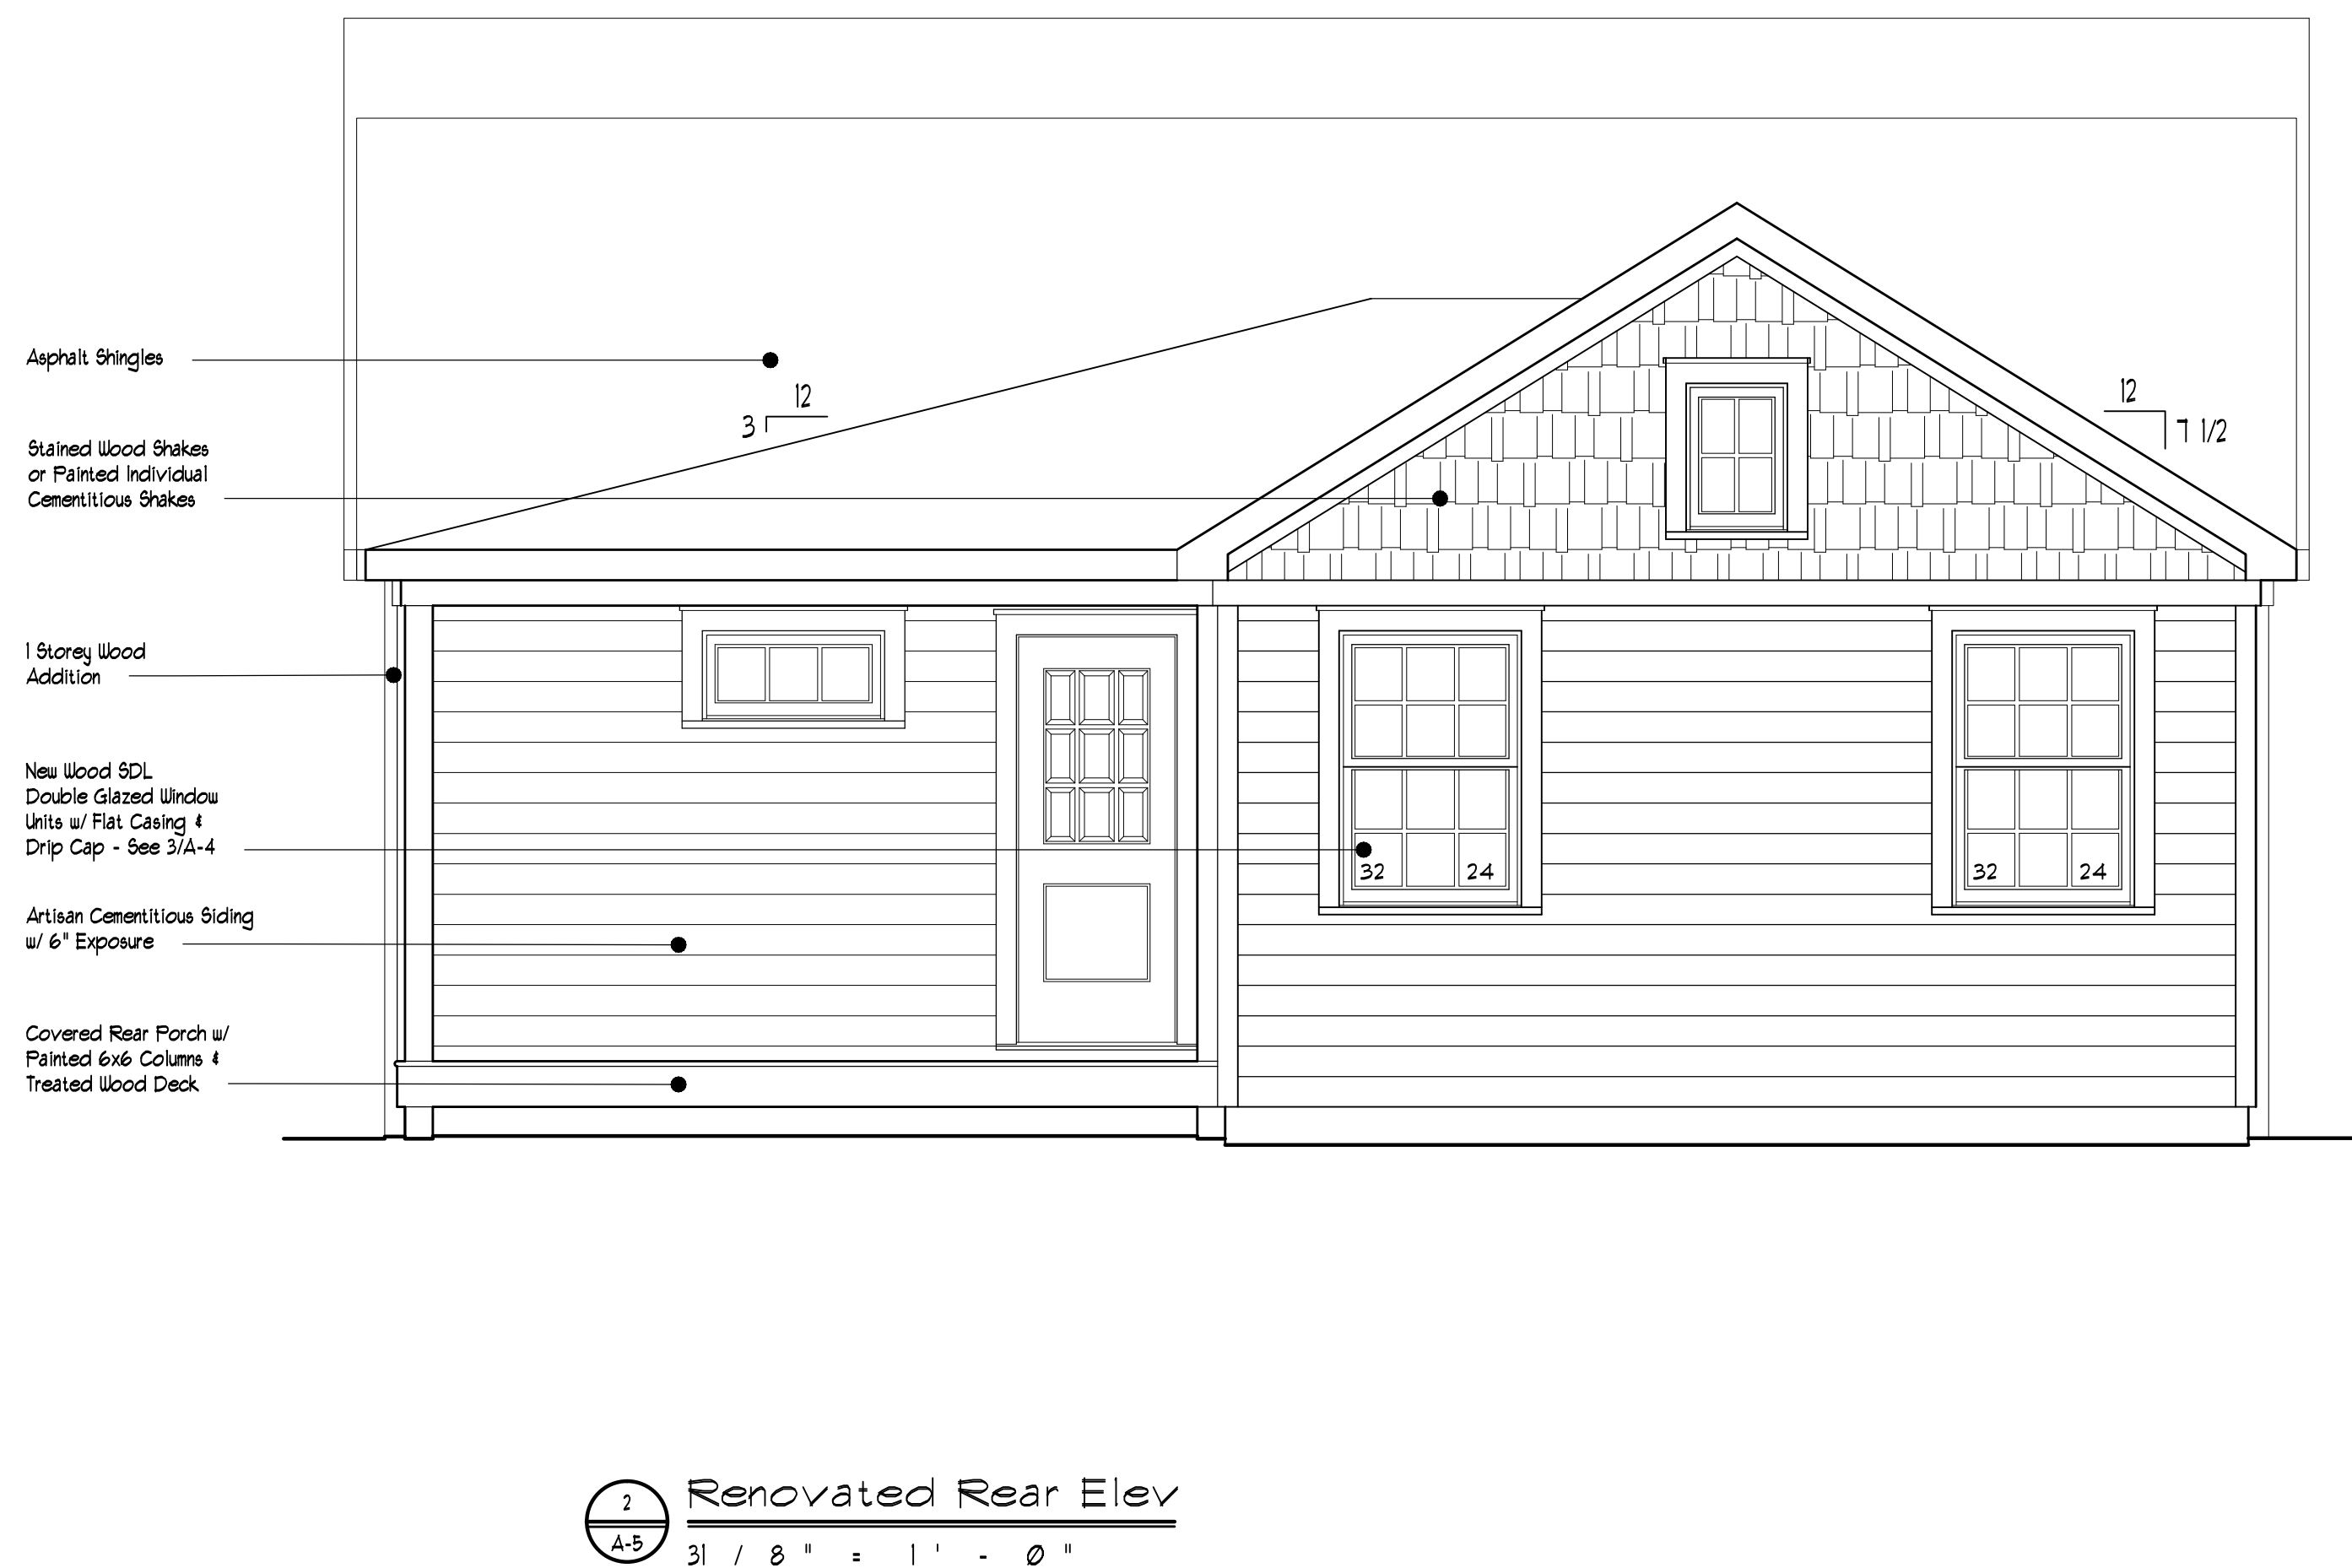 Asphalt Shingles
12
3
12
7 1/2
Stained Wood Shakes
or Painted Individual
Cementitious Shakes
1 Storey Wood
Addition
New Wood SDL
Double Glazed Window
Units w/ Flat Casing &
Drip Cap - See 3/A-4
32 24
32 24
Artisan Cementitious Siding
w/ 6" Exposure
Covered Rear Porch w/
Painted 6x6 Columns &
Treated Wood Deck
2
A-5
Renovated Rear Elev
31 / 8 " = 1 ' - Ø "